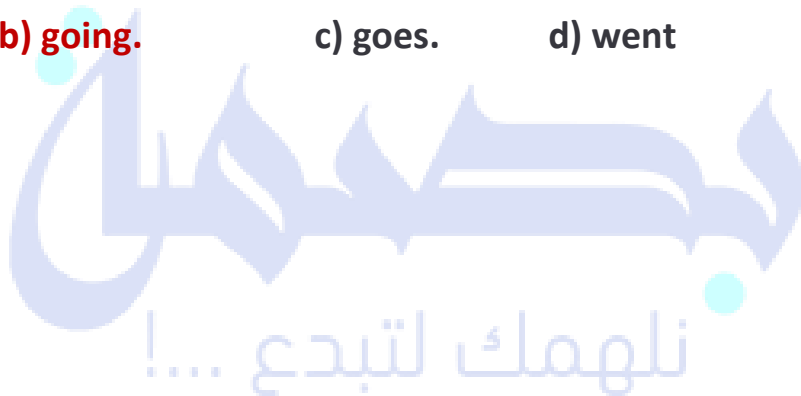 b) going. c) goes. d) went
بصمة
نلهمك لتبدع ...!